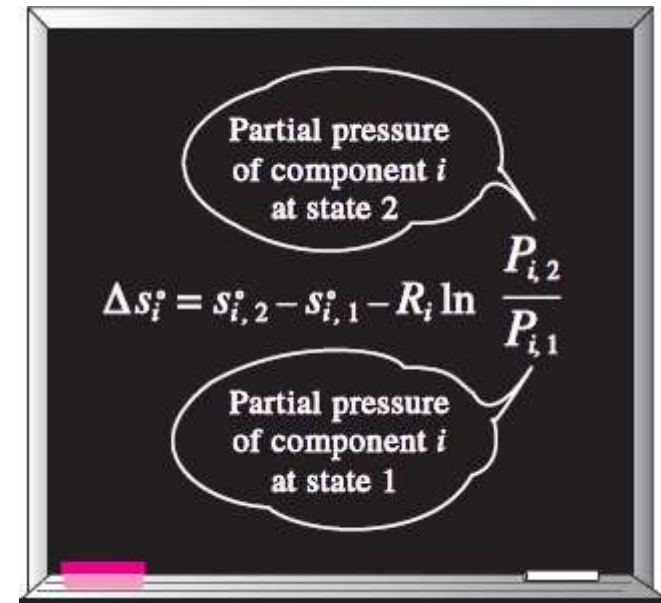 Partial pressure
of component i
at state 2
Δs°i = s°i,2 − s°i,1 − Ri ln Pi,2 / Pi,1
Partial pressure
of component i
at state 1